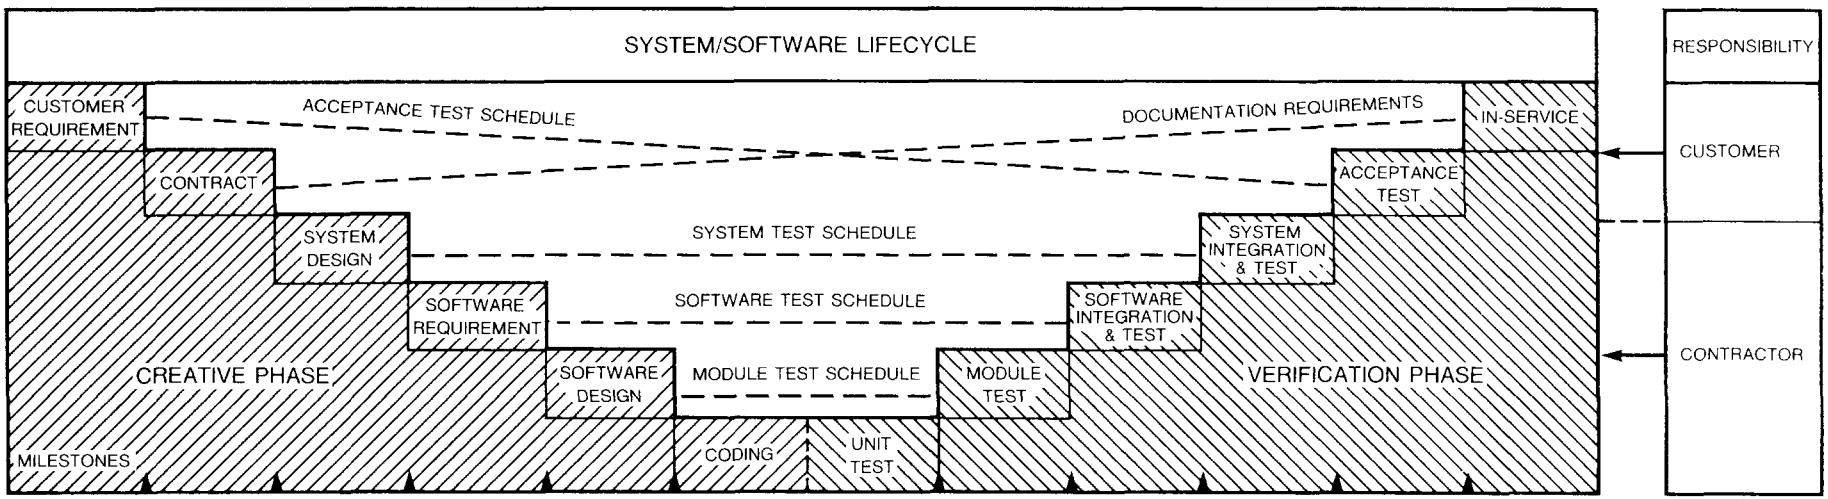 SYSTEM/SOFTWARE LIFECYCLE
RESPONSIBILITY
CUSTOMER
REQUIREMENT
ACCEPTANCE TEST SCHEDULE
DOCUMENTATION REQUIREMENTS
IN-SERVICE
CUSTOMER
CONTRACT
ACCEPTANCE
TEST
SYSTEM
DESIGN
SYSTEM TEST SCHEDULE
SYSTEM
INTEGRATION
& TEST
SOFTWARE
REQUIREMENT
SOFTWARE TEST SCHEDULE
SOFTWARE
INTEGRATION
& TEST
CONTRACTOR
CREATIVE PHASE
SOFTWARE
DESIGN
MODULE TEST SCHEDULE
MODULE
TEST
VERIFICATION PHASE
MILESTONES
CODING
UNIT
TEST